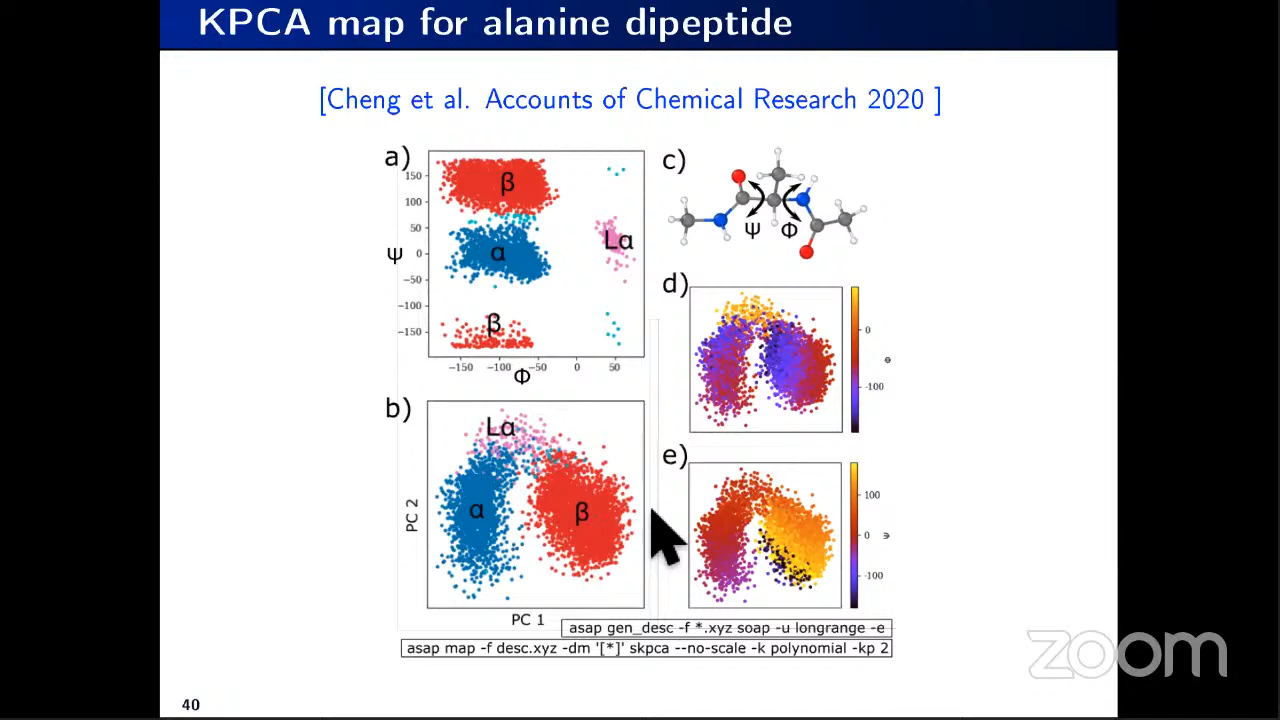 KPCA map for alanine dipeptide
[Cheng et al. Accounts of Chemical Research 2020 ]
a)
150
100
50
0
−50
−100
−150
Ψ
β
α
Lα
β
−150 −100 −50 0 50
Φ
b)
Lα
α
β
PC 2
PC 1
c)
Ψ Φ
d)
0
-100
Φ
e)
100
0
-100
Ψ
asap gen_desc -f *.xyz soap -u longrange -e
asap map -f desc.xyz -dm '[*]' skpca --no-scale -k polynomial -kp 2
zoom
40